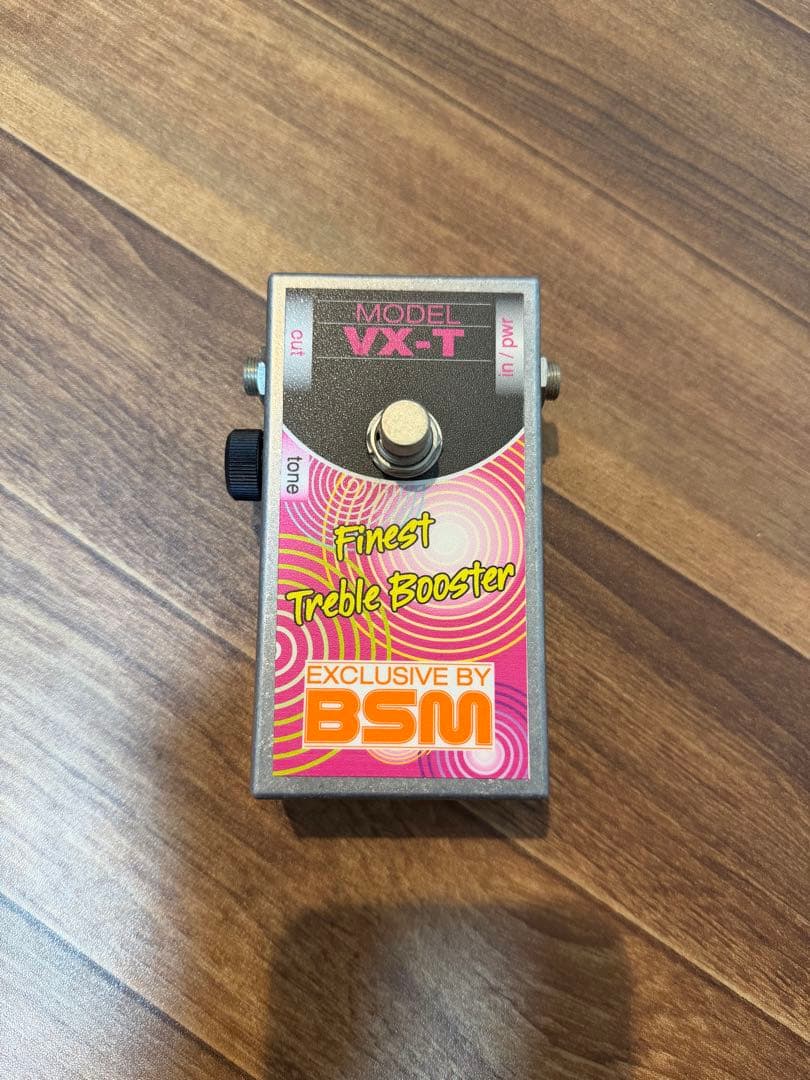 MODEL
VX-T
out
in / pwr
tone
Finest
Treble Booster
EXCLUSIVE BY
BSM